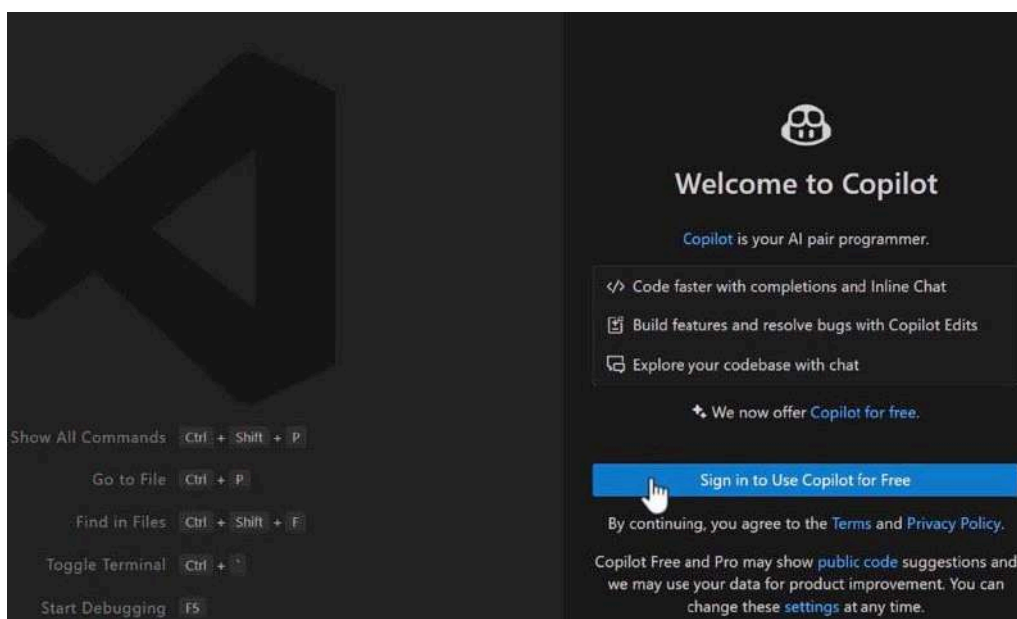 Welcome to Copilot
Copilot is your AI pair programmer.
</> Code faster with completions and Inline Chat
Build features and resolve bugs with Copilot Edits
Explore your codebase with chat
We now offer Copilot for free.
Sign in to Use Copilot for Free
By continuing, you agree to the Terms and Privacy Policy.
Copilot Free and Pro may show public code suggestions and
we may use your data for product improvement. You can
change these settings at any time.
Show All Commands Ctrl + Shift + P
Go to File Ctrl + P
Find in Files Ctrl + Shift + F
Toggle Terminal Ctrl + `
Start Debugging F5